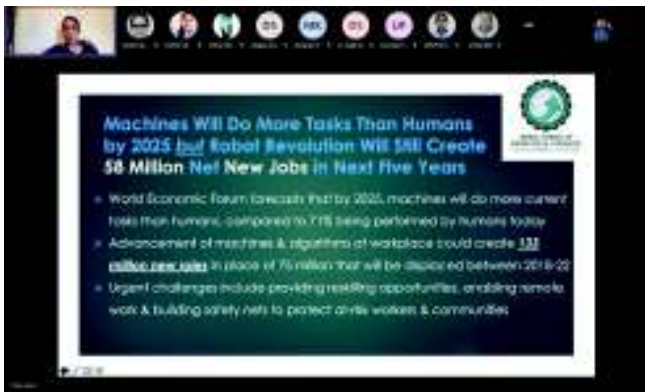 DS
MK
DS
UP
Machines Will Do More Tasks Than Humans
by 2025 but Robot Revolution Will Still Create
58 Million Net New Jobs in Next Five Years
World Economic Forum forecasts that by 2025, machines will do more current
tasks than humans, compared to 71% being performed by humans today
Advancement of machines & algorithms at workplace could create 133
million new roles in place of 75 million that will be displaced between 2018-22
Urgent challenges include providing reskilling opportunities, enabling remote
work & building safety nets to protect at-risk workers & communities